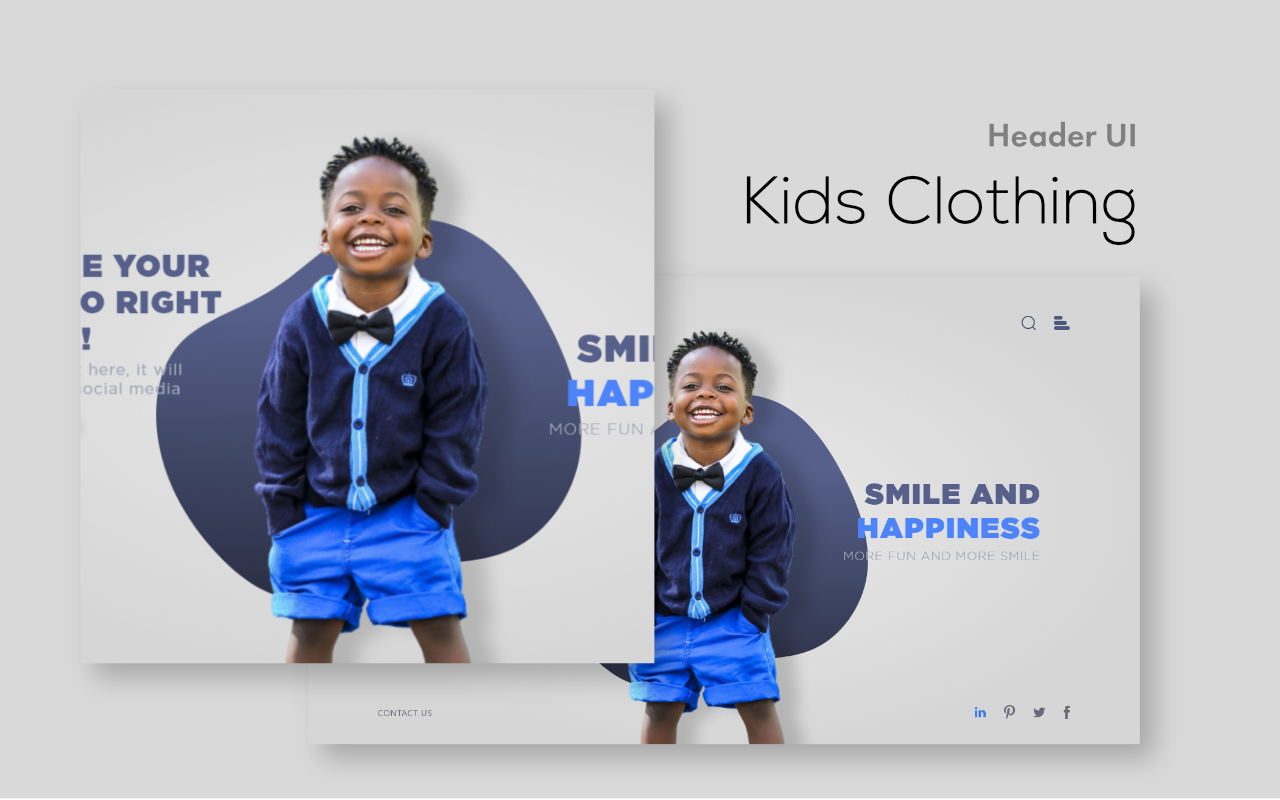 Header UI
Kids Clothing
E YOUR
O RIGHT
!
here, it will
social media
SMI
HAP
MORE FUN
SMILE AND
HAPPINESS
MORE FUN AND MORE SMILE
CONTACT US
in